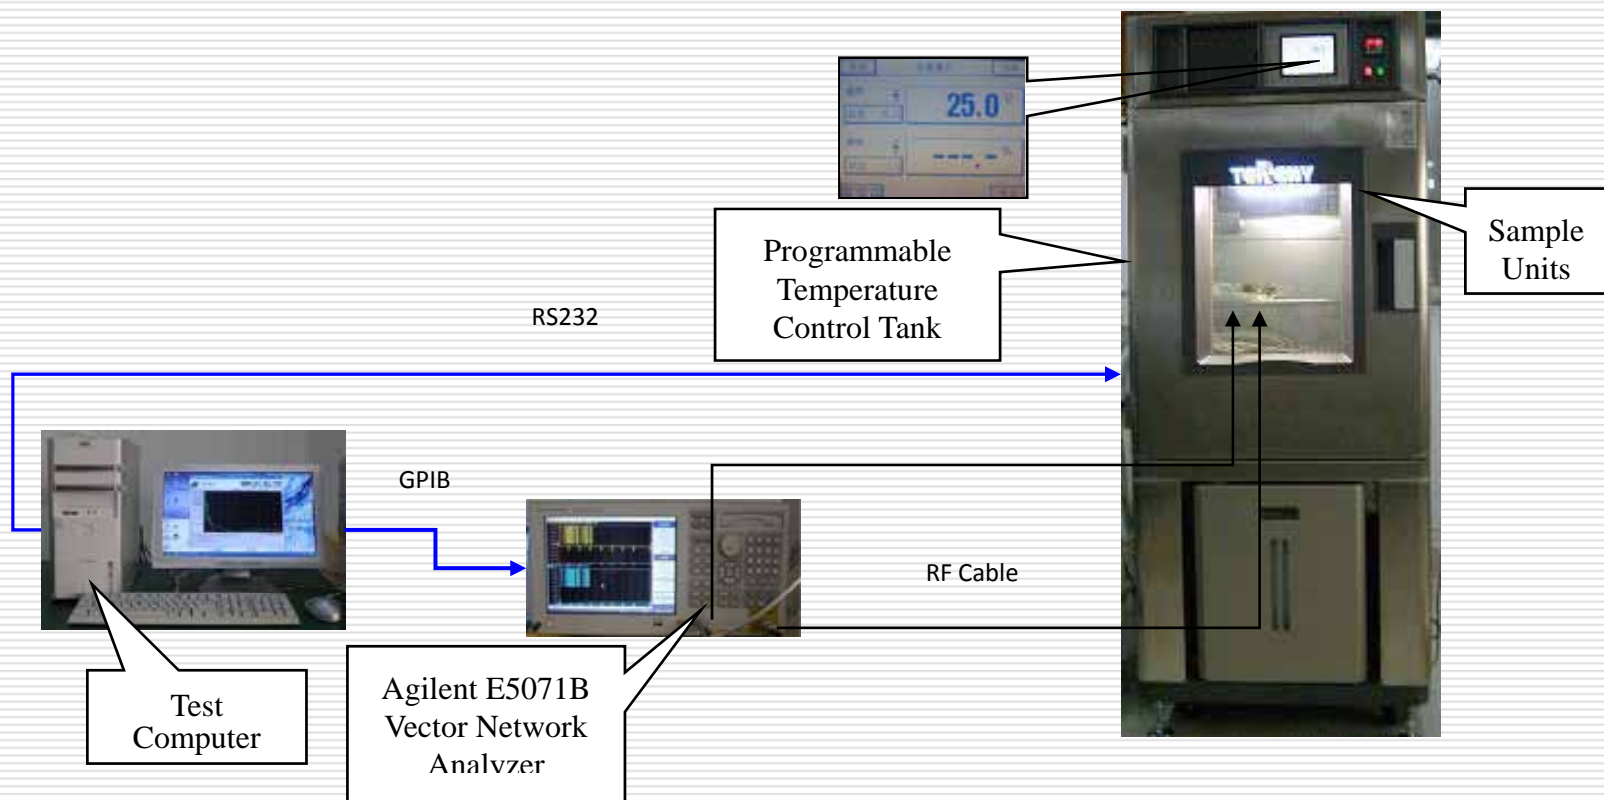 25.0
Programmable
Temperature
Control Tank
Sample
Units
RS232
GPIB
RF Cable
Test
Computer
Agilent E5071B
Vector Network
Analyzer